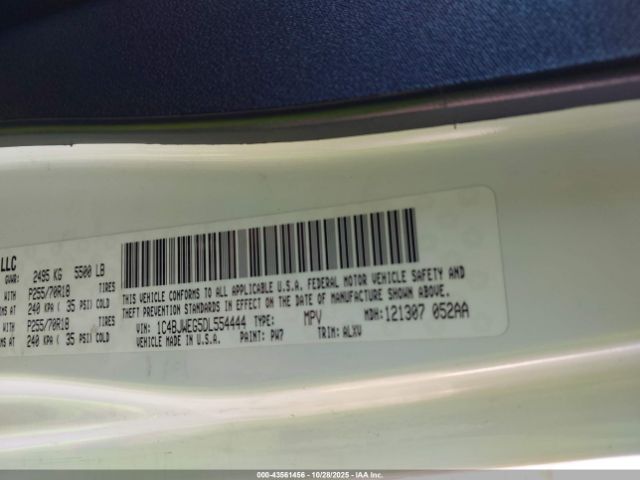 LLC
GVWR: 2495 KG 5500 LB
WITH P255/70R18 TIRES
AT 240 KPA ( 35 PSI) COLD
WITH P255/70R18 TIRES
AT 240 KPA ( 35 PSI) COLD
THIS VEHICLE CONFORMS TO ALL APPLICABLE U.S.A. FEDERAL MOTOR VEHICLE SAFETY AND
THEFT PREVENTION STANDARDS IN EFFECT ON THE DATE OF MANUFACTURE SHOWN ABOVE.
VIN: 1C4BJWEG5DL554444 TYPE: MPV MDH: 121307 052AA
VEHICLE MADE IN U.S.A. PAINT: PW7 TRIM: ALXV
000-43561456 | 10/28/2025 - IAA Inc.